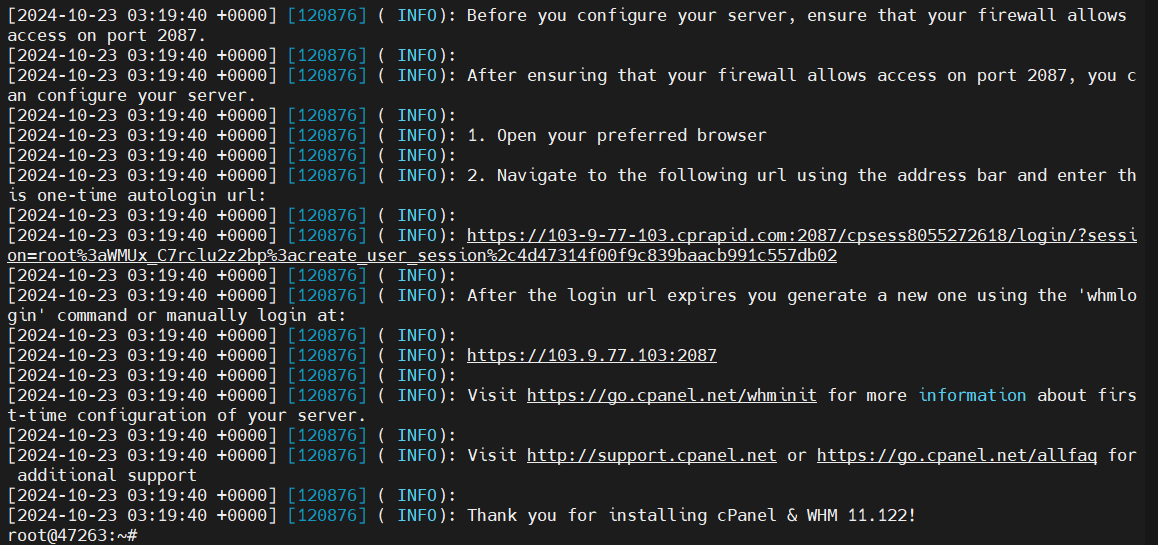 [2024-10-23 03:19:40 +0000] [120876] ( INFO): Before you configure your server, ensure that your firewall allows
access on port 2087.
[2024-10-23 03:19:40 +0000] [120876] ( INFO):
[2024-10-23 03:19:40 +0000] [120876] ( INFO): After ensuring that your firewall allows access on port 2087, you c
an configure your server.
[2024-10-23 03:19:40 +0000] [120876] ( INFO):
[2024-10-23 03:19:40 +0000] [120876] ( INFO): 1. Open your preferred browser
[2024-10-23 03:19:40 +0000] [120876] ( INFO):
[2024-10-23 03:19:40 +0000] [120876] ( INFO): 2. Navigate to the following url using the address bar and enter th
is one-time autologin url:
[2024-10-23 03:19:40 +0000] [120876] ( INFO):
[2024-10-23 03:19:40 +0000] [120876] ( INFO): https://103-9-77-103.cprapid.com:2087/cpsess8055272618/login/?sessi
on=root%3aWMUx_C7rclu2z2bp%3acreate_user_session%2c4d47314f00f9c839baacb991c557db02
[2024-10-23 03:19:40 +0000] [120876] ( INFO):
[2024-10-23 03:19:40 +0000] [120876] ( INFO): After the login url expires you generate a new one using the 'whmlo
gin' command or manually login at:
[2024-10-23 03:19:40 +0000] [120876] ( INFO):
[2024-10-23 03:19:40 +0000] [120876] ( INFO): https://103.9.77.103:2087
[2024-10-23 03:19:40 +0000] [120876] ( INFO):
[2024-10-23 03:19:40 +0000] [120876] ( INFO): Visit https://go.cpanel.net/whminit for more information about firs
t-time configuration of your server.
[2024-10-23 03:19:40 +0000] [120876] ( INFO):
[2024-10-23 03:19:40 +0000] [120876] ( INFO): Visit http://support.cpanel.net or https://go.cpanel.net/allfaq for
 additional support
[2024-10-23 03:19:40 +0000] [120876] ( INFO):
[2024-10-23 03:19:40 +0000] [120876] ( INFO): Thank you for installing cPanel & WHM 11.122!
root@47263:~#